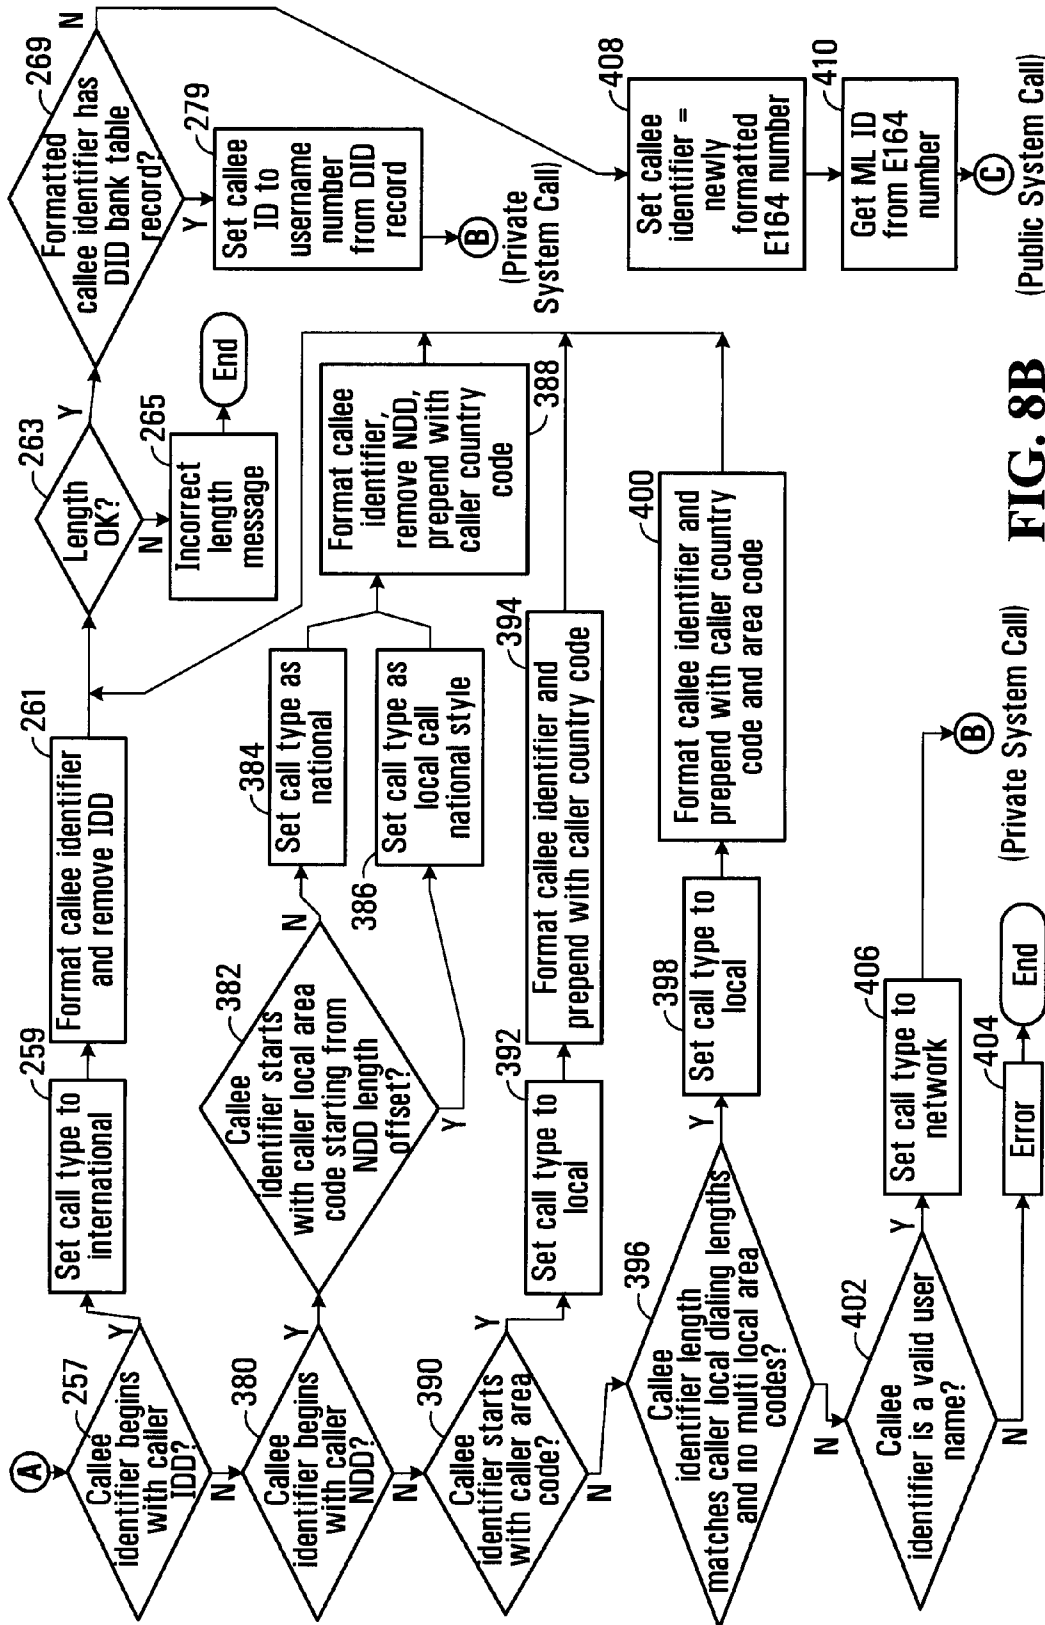 A
257
Callee
identifier begins
with caller
IDD?
Y
N
259
Set call type to
international
261
Format callee identifier
and remove IDD
263
Length
OK?
Y
N
265
Incorrect
length
message
End
269
Formatted
callee identifier has
DID bank table
record?
N
Y
279
Set callee
ID to
username
number
from DID
record
B
(Private
System Call)
380
Callee
identifier begins
with caller
NDD?
Y
N
382
Callee
identifier starts
with caller local area
code starting from
NDD length
offset?
N
Y
384
Set call type as
national
386
Set call type as
local call
national style
Format callee
identifier,
remove NDD,
prepend with
caller country
code
388
390
Callee
identifier starts
with caller area
code?
Y
N
392
Set call type to
local
394
Format callee identifier and
prepend with caller country code
396
Callee
identifier length
matches caller local dialing lengths
and no multi local area
codes?
Y
N
398
Set call type to
local
400
Format callee identifier and
prepend with caller country
code and area code
402
Callee
identifier is a valid user
name?
Y
N
406
Set call type to
network
B
(Private System Call)
404
Error
End
408
Set callee
identifier =
newly
formatted
E164 number
410
Get ML ID
from E164
number
C
(Public System Call)
FIG. 8B